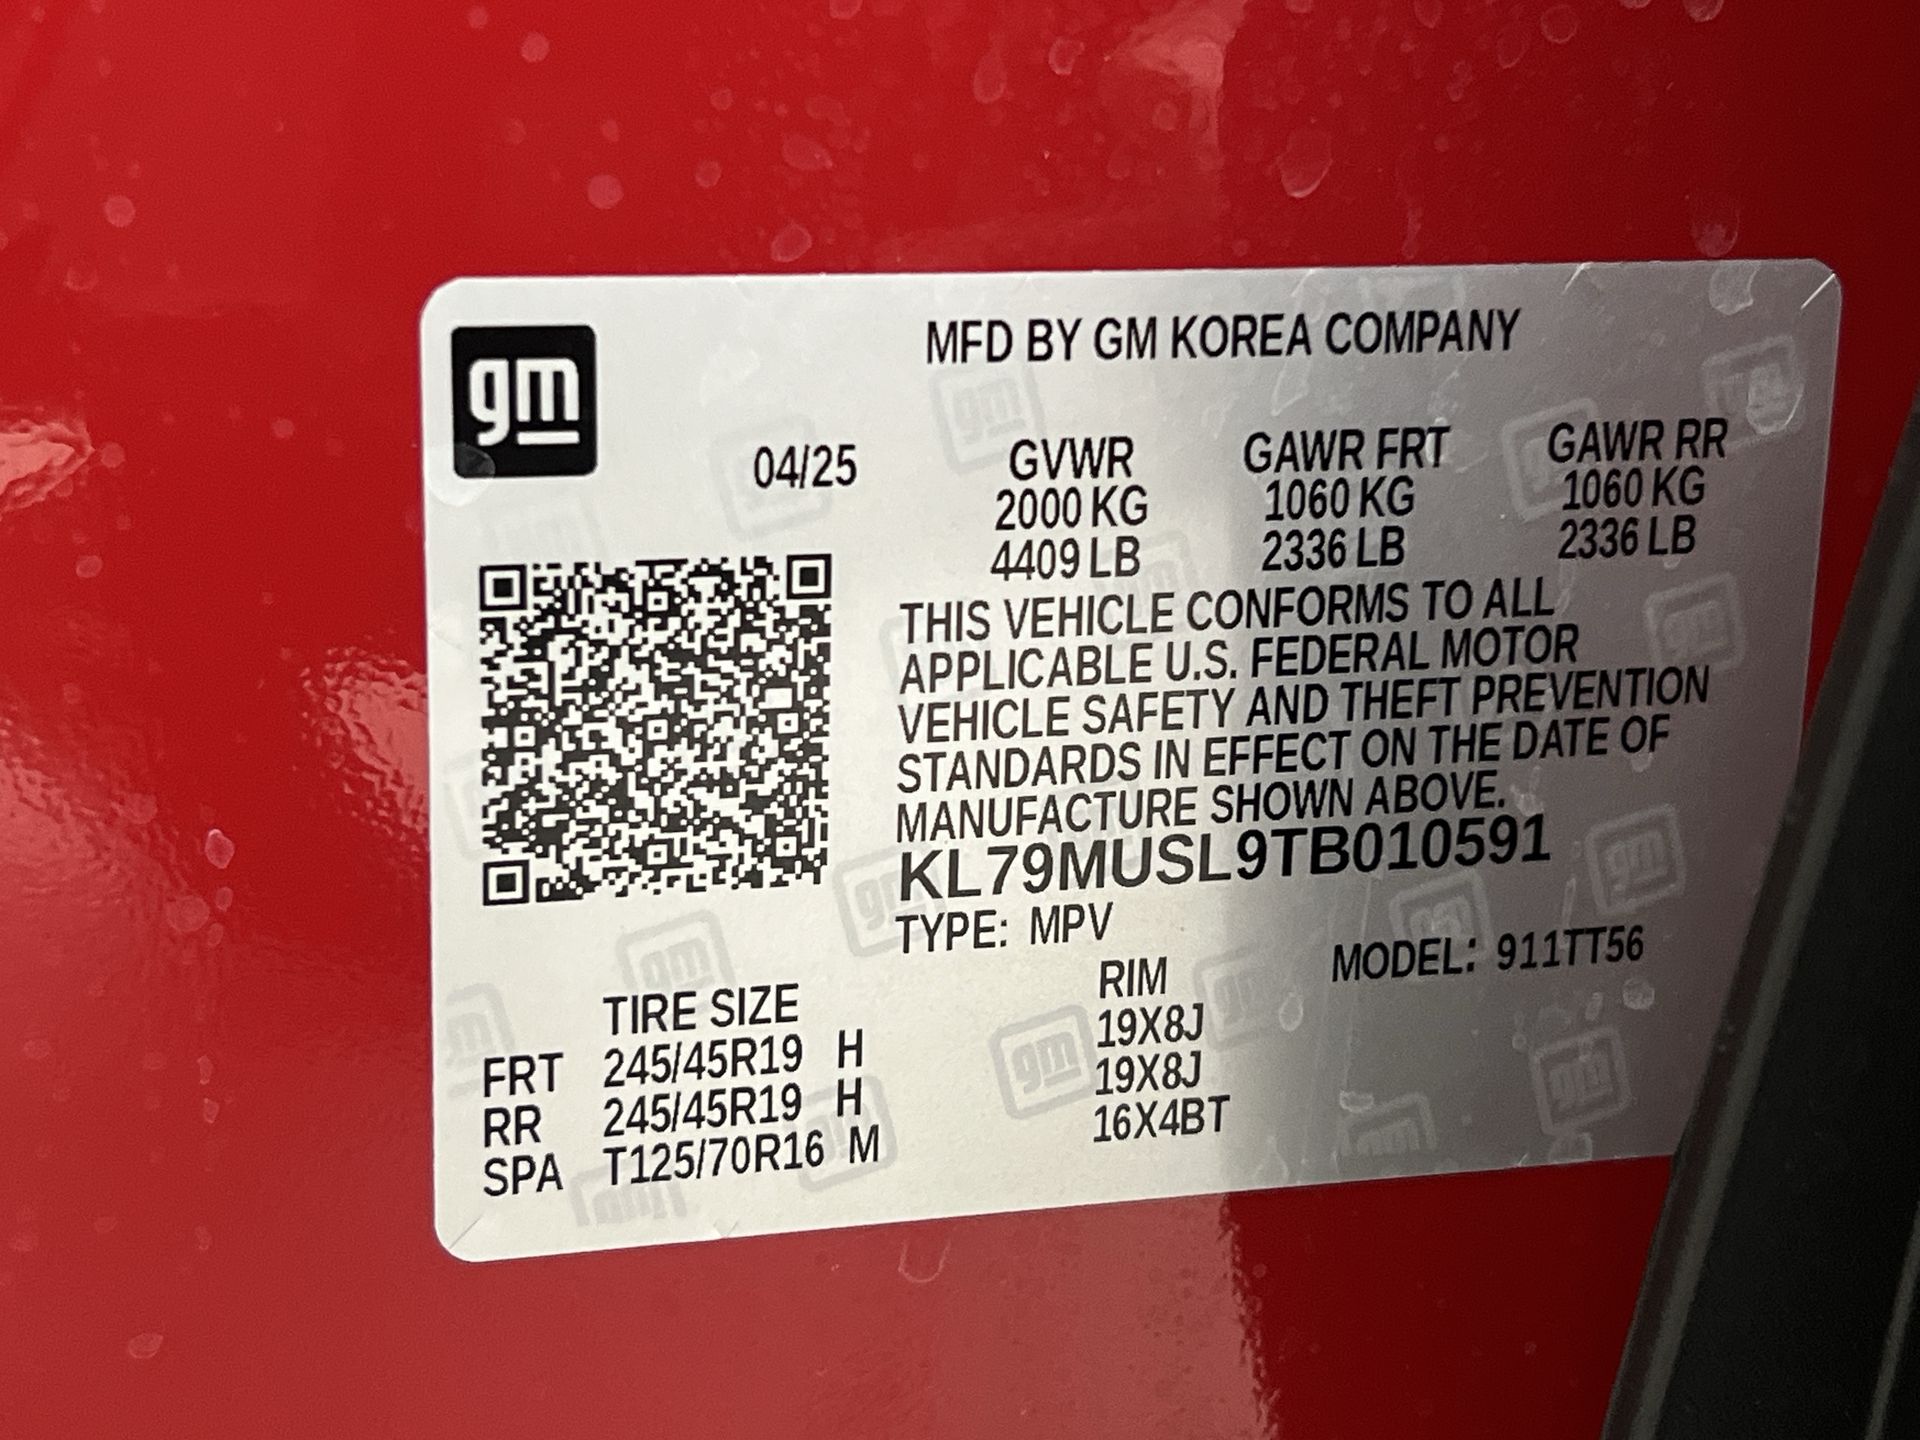 gm
MFD BY GM KOREA COMPANY
04/25
GVWR GAWR FRT GAWR RR
2000 KG 1060 KG 1060 KG
4409 LB 2336 LB 2336 LB
THIS VEHICLE CONFORMS TO ALL
APPLICABLE U.S. FEDERAL MOTOR
VEHICLE SAFETY AND THEFT PREVENTION
STANDARDS IN EFFECT ON THE DATE OF
MANUFACTURE SHOWN ABOVE.
KL79MUSL9TB010591
TYPE: MPV MODEL: 911TT56
TIRE SIZE RIM
FRT 245/45R19 H 19X8J
RR 245/45R19 H 19X8J
SPA T125/70R16 M 16X4BT